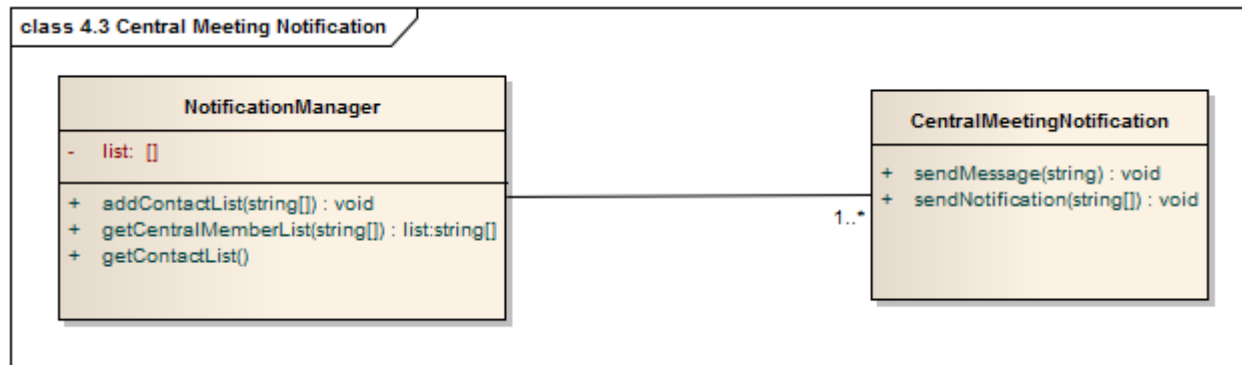 class 4.3 Central Meeting Notification
NotificationManager
- list: []
+ addContactList(string[]) : void
+ getCentralMemberList(string[]) : list:string[]
+ getContactList()
1..*
CentralMeetingNotification
+ sendMessage(string) : void
+ sendNotification(string[]) : void